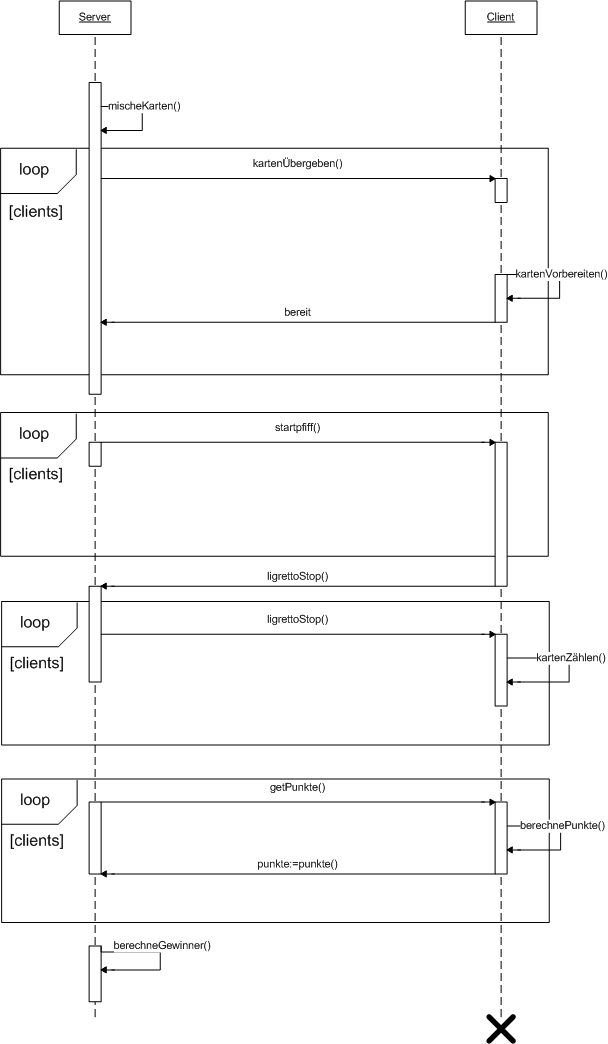 Server
Client
mischeKarten()
loop
kartenÜbergeben()
[clients]
kartenVorbereiten()
bereit
loop
startpfiff()
[clients]
ligrettoStop()
loop
ligrettoStop()
[clients]
kartenZählen()
loop
getPunkte()
[clients]
berechnePunkte()
punkte:=punkte()
berechneGewinner()